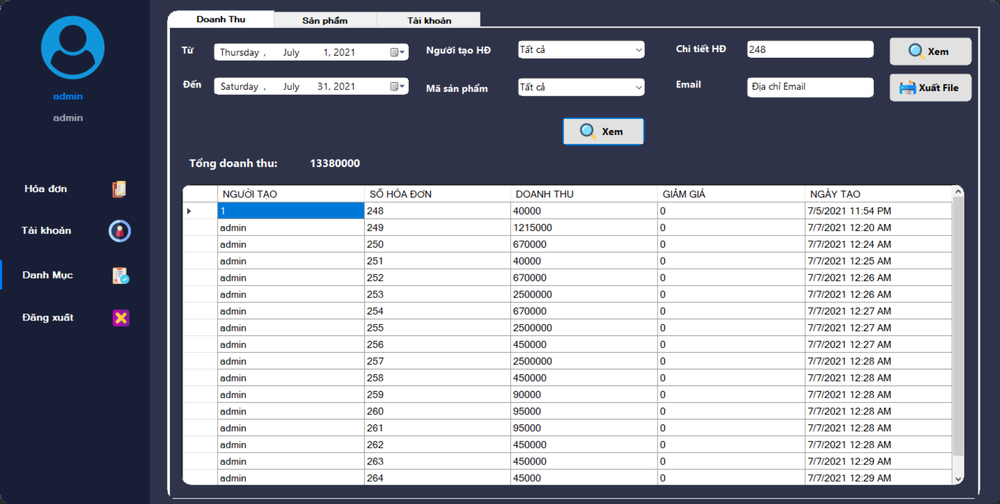 admin
admin
Hóa đơn
Tài khoản
Danh Mục
Đăng xuất
Doanh Thu Sản phẩm Tài khoản
Từ Thursday , July 1, 2021 Người tạo HĐ Tất cả Chi tiết HĐ 248 Xem
Đến Saturday , July 31, 2021 Mã sản phẩm Tất cả Email Địa chỉ Email Xuất File
Xem
Tổng doanh thu: 13380000
NGƯỜI TẠO SỐ HÓA ĐƠN DOANH THU GIẢM GIÁ NGÀY TẠO
1 248 40000 0 7/5/2021 11:54 PM
admin 249 1215000 0 7/7/2021 12:20 AM
admin 250 670000 0 7/7/2021 12:24 AM
admin 251 40000 0 7/7/2021 12:25 AM
admin 252 670000 0 7/7/2021 12:26 AM
admin 253 2500000 0 7/7/2021 12:26 AM
admin 254 670000 0 7/7/2021 12:27 AM
admin 255 2500000 0 7/7/2021 12:27 AM
admin 256 450000 0 7/7/2021 12:27 AM
admin 257 2500000 0 7/7/2021 12:28 AM
admin 258 450000 0 7/7/2021 12:28 AM
admin 259 90000 0 7/7/2021 12:28 AM
admin 260 95000 0 7/7/2021 12:28 AM
admin 261 95000 0 7/7/2021 12:28 AM
admin 262 450000 0 7/7/2021 12:28 AM
admin 263 450000 0 7/7/2021 12:29 AM
admin 264 45000 0 7/7/2021 12:29 AM